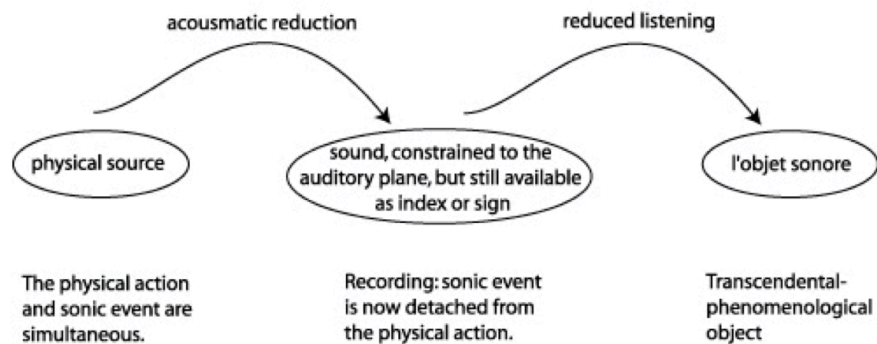 acousmatic reduction
reduced listening
physical source
sound, constrained to the
auditory plane, but still available
as index or sign
l'objet sonore
The physical action
and sonic event are
simultaneous.
Recording: sonic event
is now detached from
the physical action.
Transcendental-
phenomenological
object